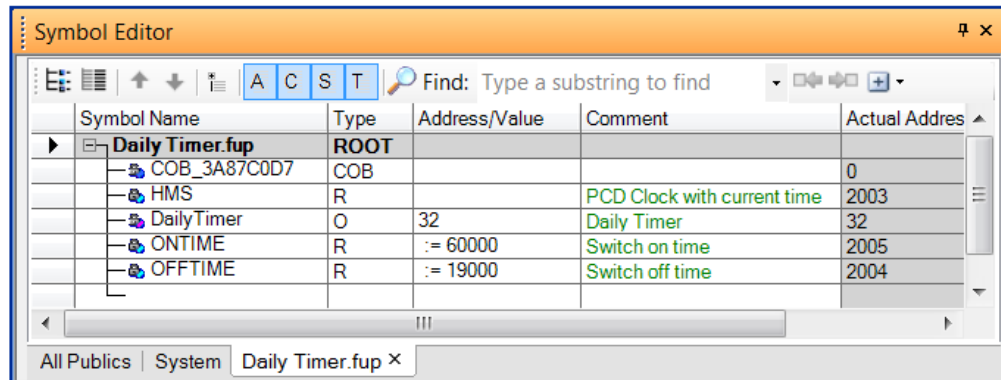 Symbol Editor
A C S T Find: Type a substring to find
Symbol Name Type Address/Value Comment Actual Addres
Daily Timer.fup ROOT
COB_3A87C0D7 COB 0
HMS R PCD Clock with current time 2003
DailyTimer O 32 Daily Timer 32
ONTIME R := 60000 Switch on time 2005
OFFTIME R := 19000 Switch off time 2004
All Publics System Daily Timer.fup